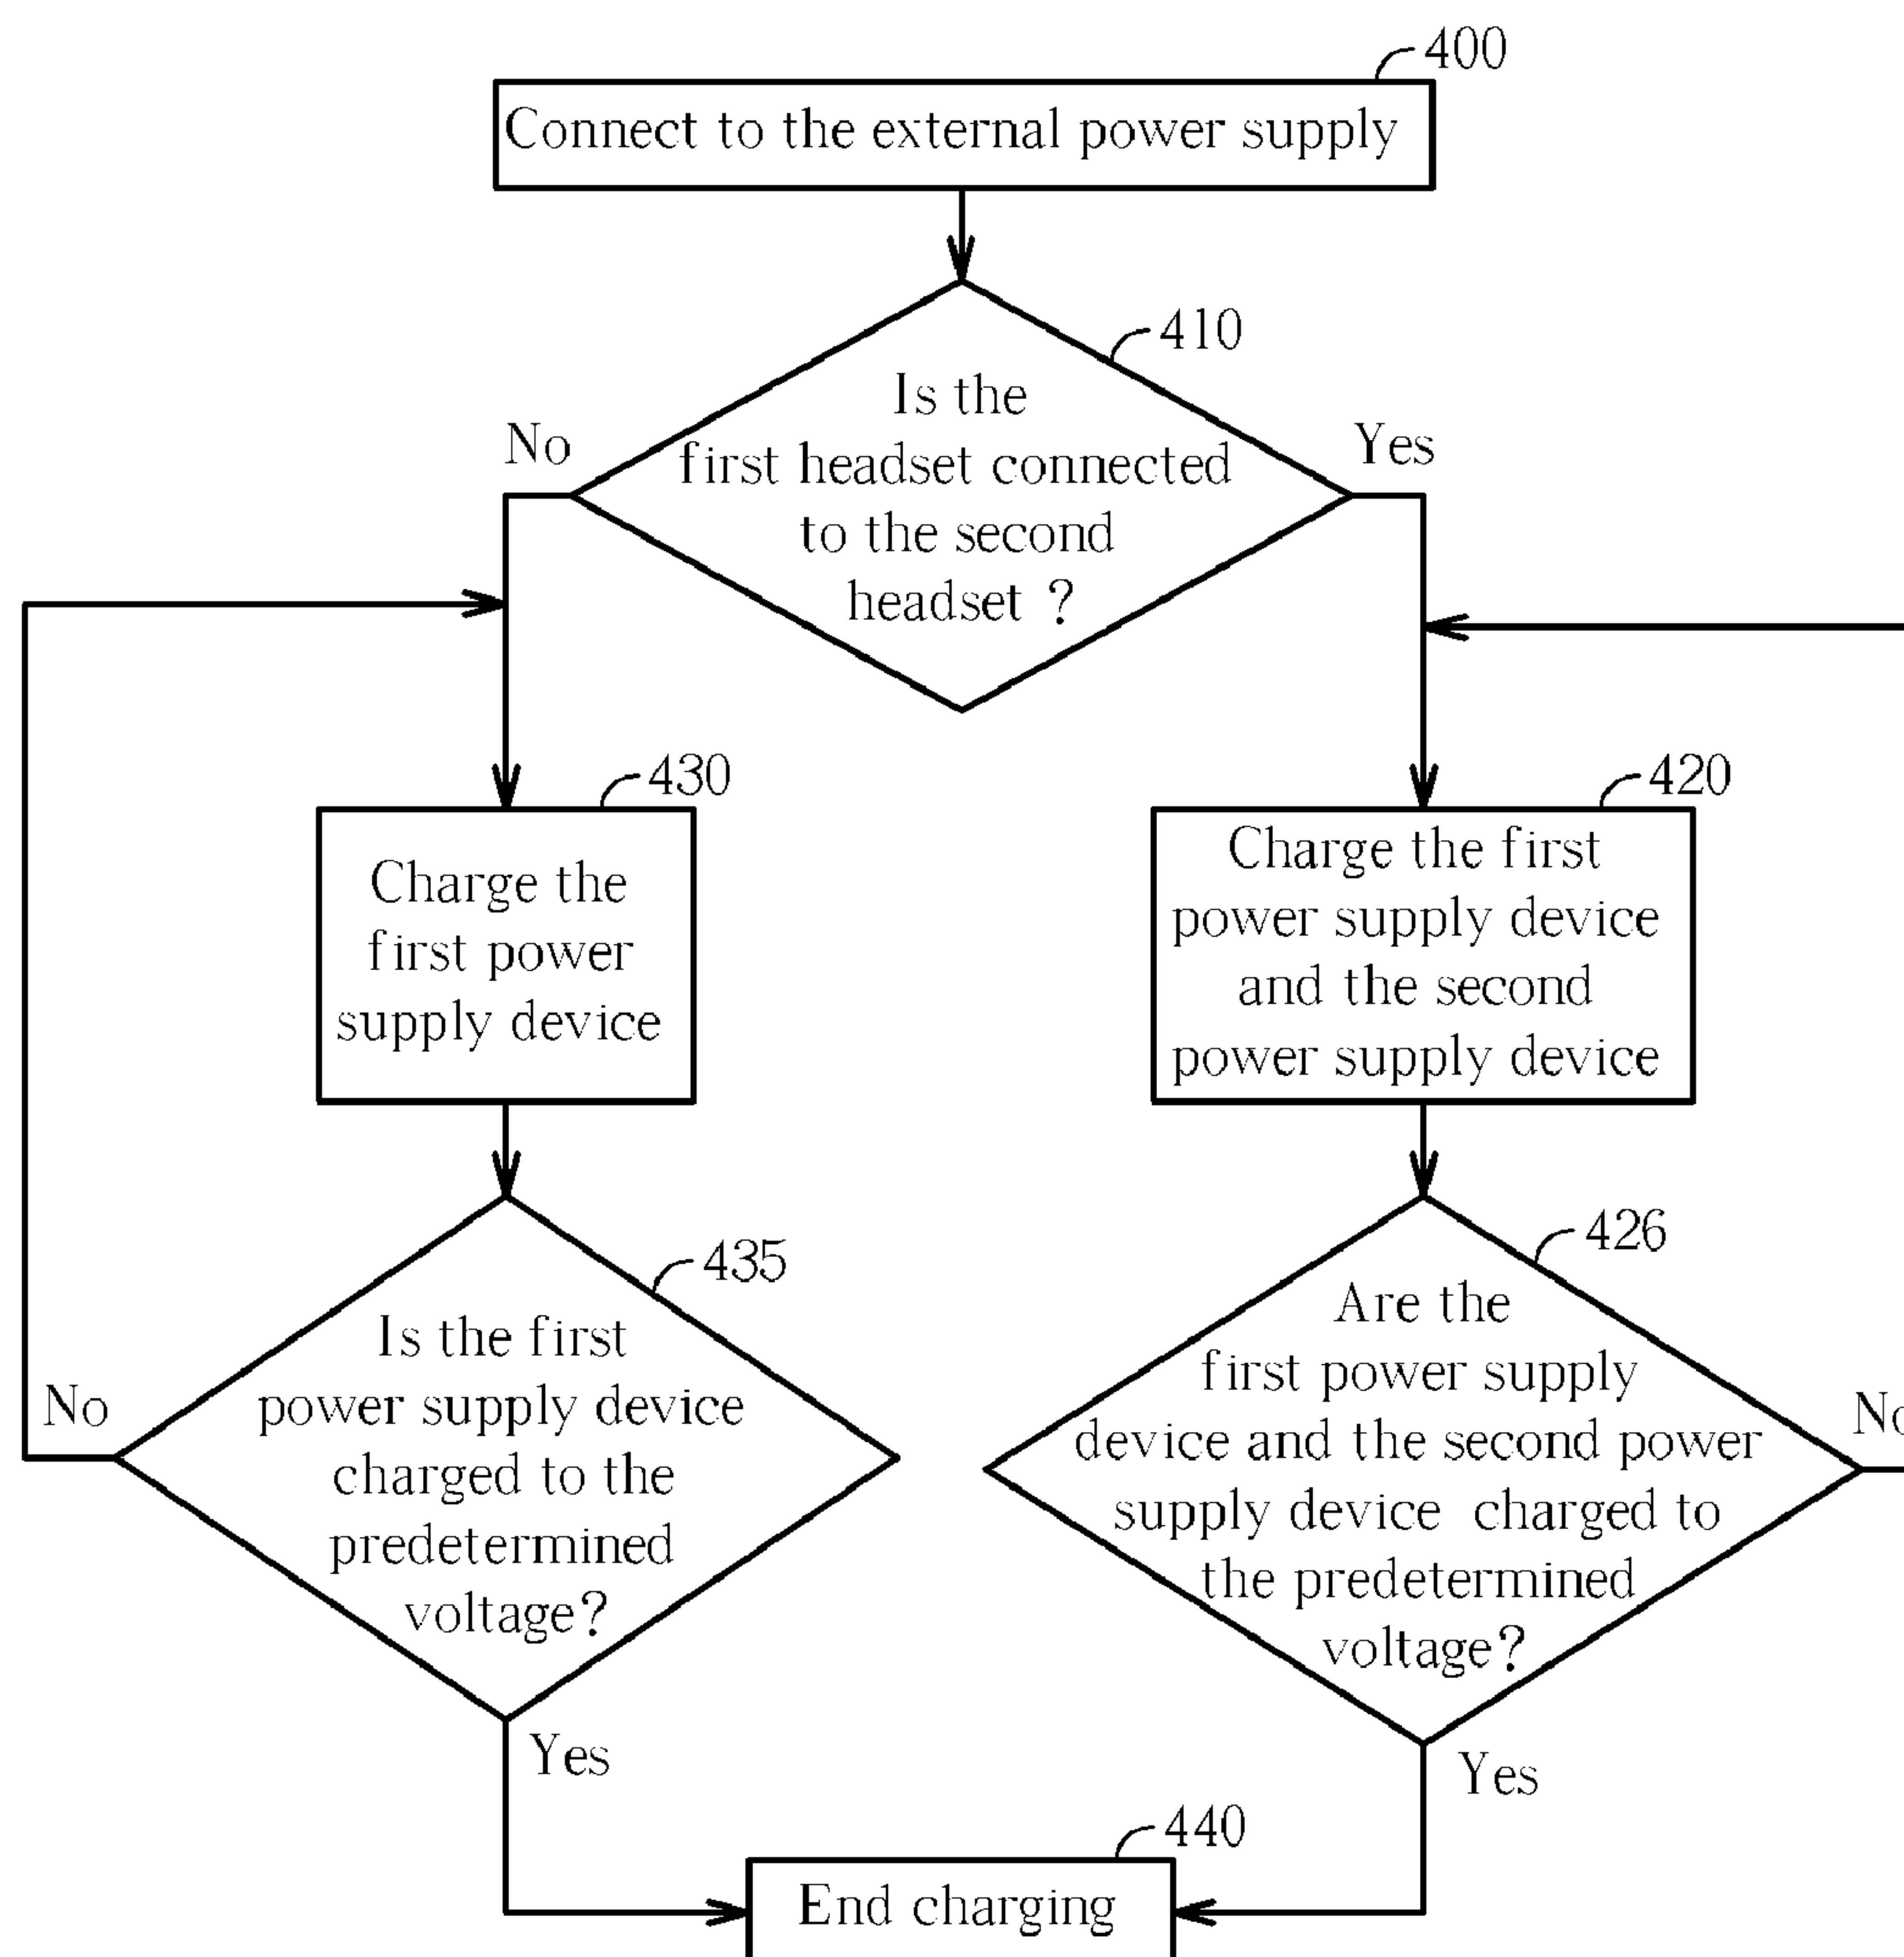 400
Connect to the external power supply
410
Is the
first headset connected
to the second
headset ?
No
Yes
430
Charge the
first power
supply device
420
Charge the first
power supply device
and the second
power supply device
435
Is the first
power supply device
charged to the
predetermined
voltage?
No
Yes
426
Are the
first power supply
device and the second power
supply device charged to
the predetermined
voltage?
No
Yes
440
End charging